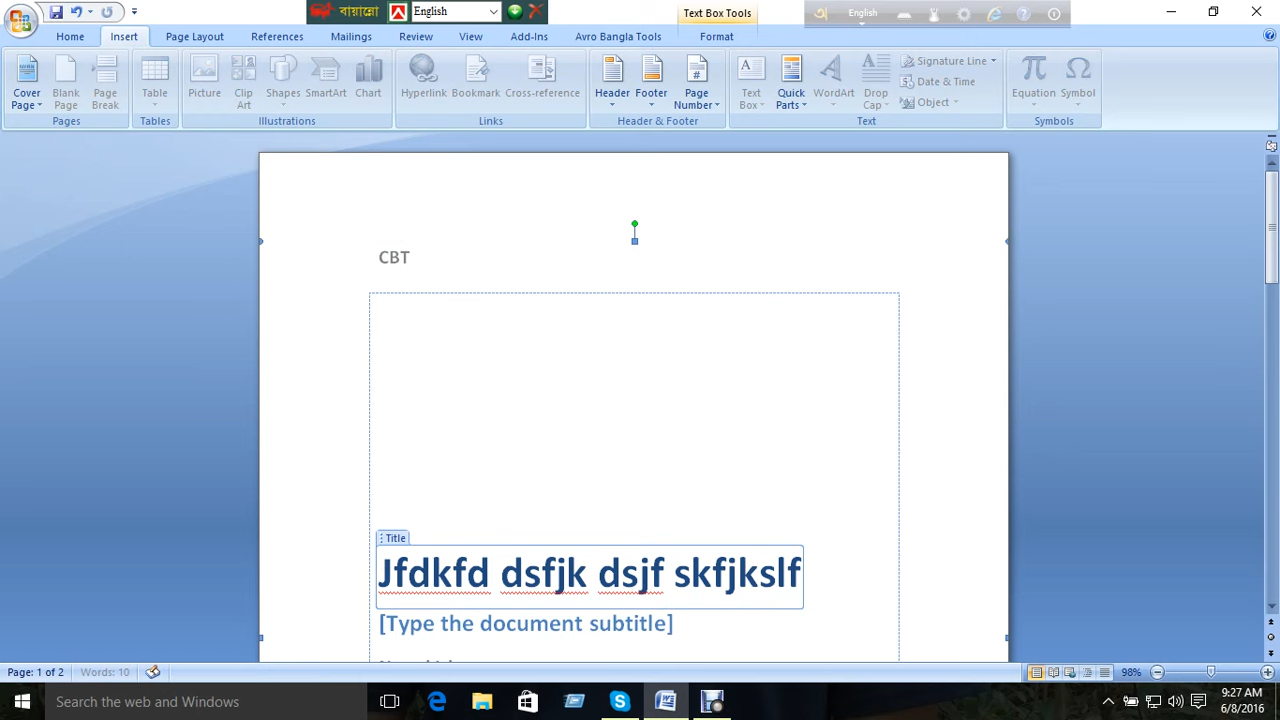 বায়ান্নো English Text Box Tools English
Home Insert Page Layout References Mailings Review View Add-Ins Avro Bangla Tools Format
Cover Page Blank Page Page Break
Pages
Table
Tables
Picture Clip Art Shapes SmartArt Chart
Illustrations
Hyperlink Bookmark Cross-reference
Links
Header Footer Page Number
Header & Footer
Text Box Quick Parts WordArt Drop Cap
Signature Line
Date & Time
Object
Text
Equation Symbol
Symbols
CBT
Title
Jfdkfd dsfjk dsjf skfjkslf
[Type the document subtitle]
Page: 1 of 2 Words: 10 98%
Search the web and Windows
9:27 AM
6/8/2016